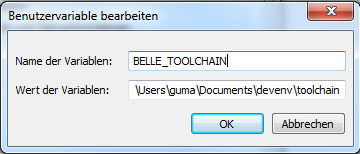 Benutzervariable bearbeiten
Name der Variablen: BELLE_TOOLCHAIN
Wert der Variablen: \Users\guma\Documents\devenv\toolchain
OK Abbrechen